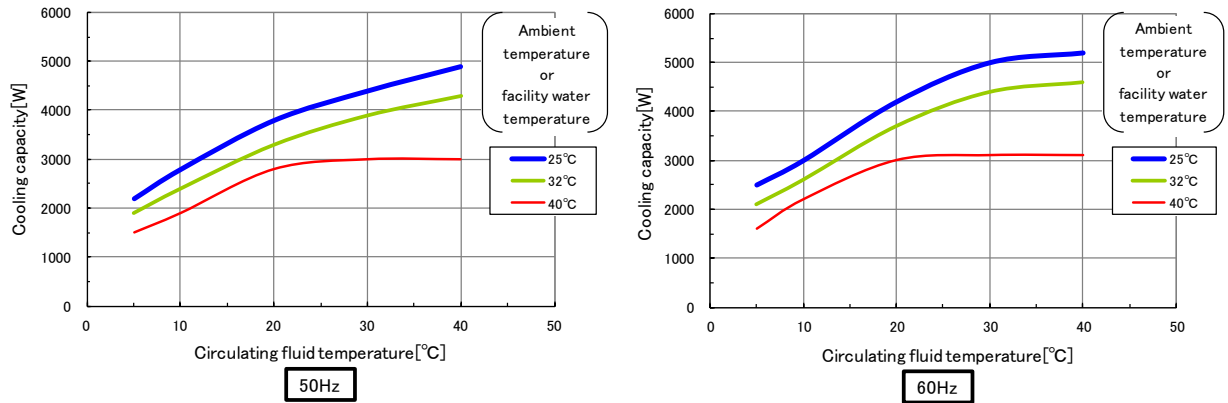 Cooling capacity[W]
6000
5000
4000
3000
2000
1000
0
0 10 20 30 40 50
Circulating fluid temperature[℃]
50Hz
Ambient
temperature
or
facility water
temperature
25℃
32℃
40℃
Cooling capacity[W]
6000
5000
4000
3000
2000
1000
0
0 10 20 30 40 50
Circulating fluid temperature[℃]
60Hz
Ambient
temperature
or
facility water
temperature
25℃
32℃
40℃